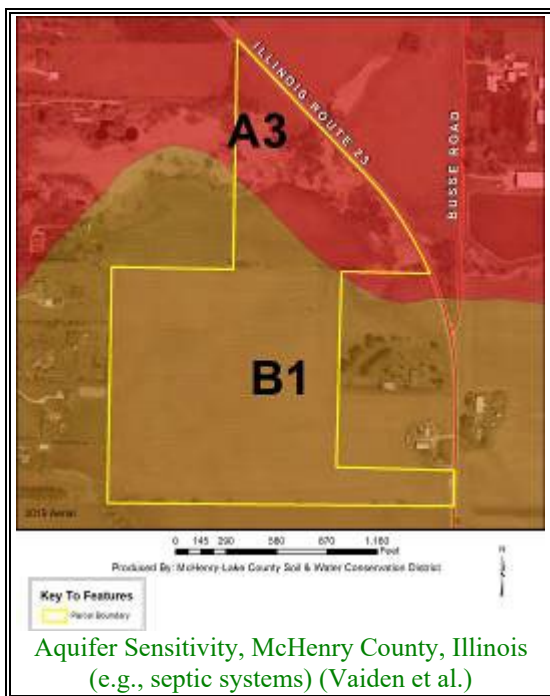 ILLINOIS ROUTE 23
A3
BUSSE ROAD
B1
2019 Aerial
0 145 290 580 870 1,160
Feet
Produced By: McHenry-Lake County Soil & Water Conservation District
Key To Features
Parcel Boundary
Aquifer Sensitivity, McHenry County, Illinois
(e.g., septic systems) (Vaiden et al.)